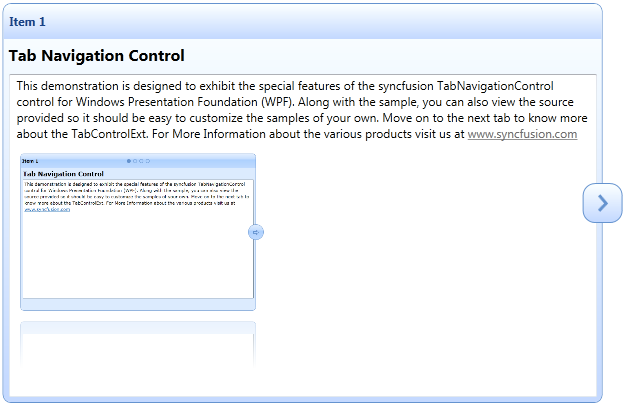 Item 1
Tab Navigation Control
This demonstration is designed to exhibit the special features of the syncfusion TabNavigationControl
control for Windows Presentation Foundation (WPF). Along with the sample, you can also view the source
provided so it should be easy to customize the samples of your own. Move on to the next tab to know more
about the TabControlExt. For More Information about the various products visit us at www.syncfusion.com
Item 1
Tab Navigation Control
This demonstration is designed to exhibit the special features of the syncfusion TabNavigationControl
control for Windows Presentation Foundation (WPF). Along with the sample, you can also view the
source provided so it should be easy to customize the samples of your own. Move on to the next tab to
know more about the TabControlExt. For More Information about the various products visit us at
www.syncfusion.com